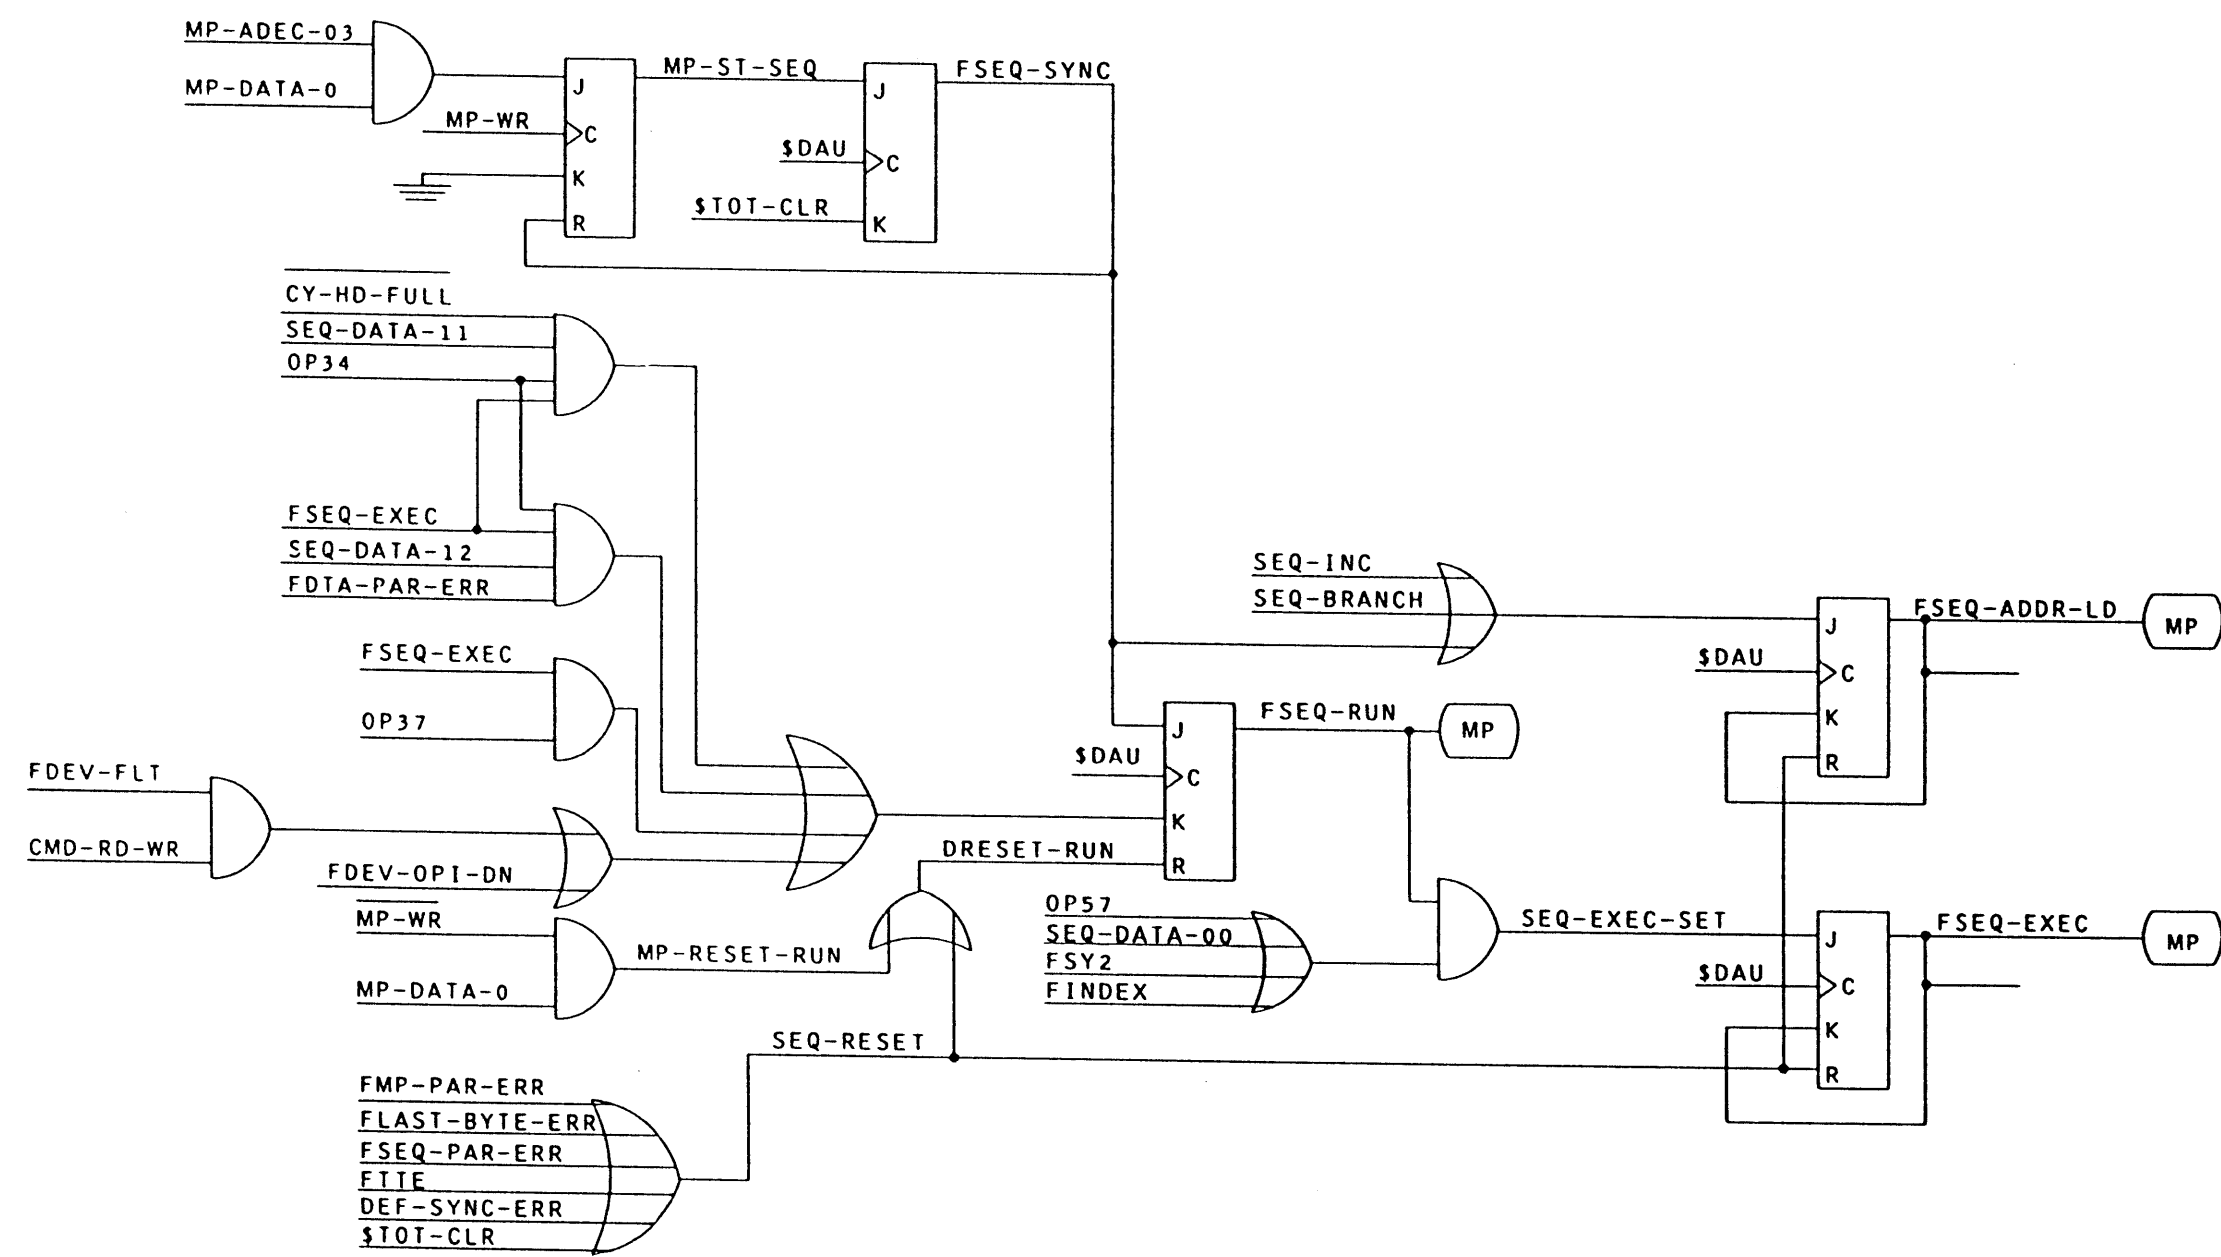 MP-ADEC-03
MP-DATA-0
J
MP-WR
C
K
R
MP-ST-SEQ
J
$DAU
C
$TOT-CLR
K
FSEQ-SYNC
CY-HD-FULL
SEQ-DATA-11
OP34
FSEQ-EXEC
SEQ-DATA-12
FDTA-PAR-ERR
FSEQ-EXEC
OP37
FDEV-FLT
CMD-RD-WR
FDEV-OPI-DN
MP-WR
MP-DATA-0
MP-RESET-RUN
DRESET-RUN
J
$DAU
C
K
R
FSEQ-RUN
MP
SEQ-INC
SEQ-BRANCH
J
$DAU
C
K
R
FSEQ-ADDR-LD
MP
OP57
SEQ-DATA-00
FSY2
FINDEX
SEQ-EXEC-SET
J
$DAU
C
K
R
FSEQ-EXEC
MP
SEQ-RESET
FMP-PAR-ERR
FLAST-BYTE-ERR
FSEQ-PAR-ERR
FTTE
DEF-SYNC-ERR
$TOT-CLR